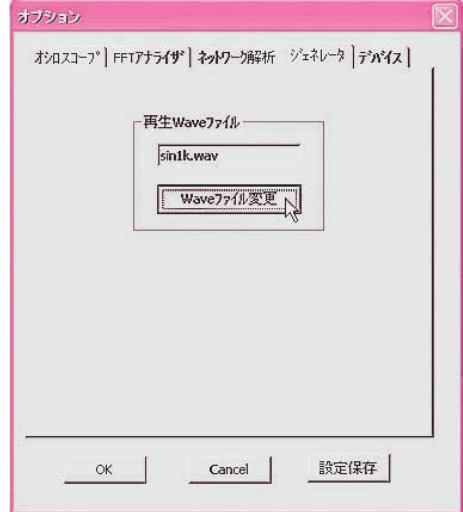 オプション
オシロスコープ FFTアナライザ ネットワーク解析 ジェネレータ デバイス
再生Waveファイル
sin1k.wav
Waveファイル変更
OK Cancel 設定保存